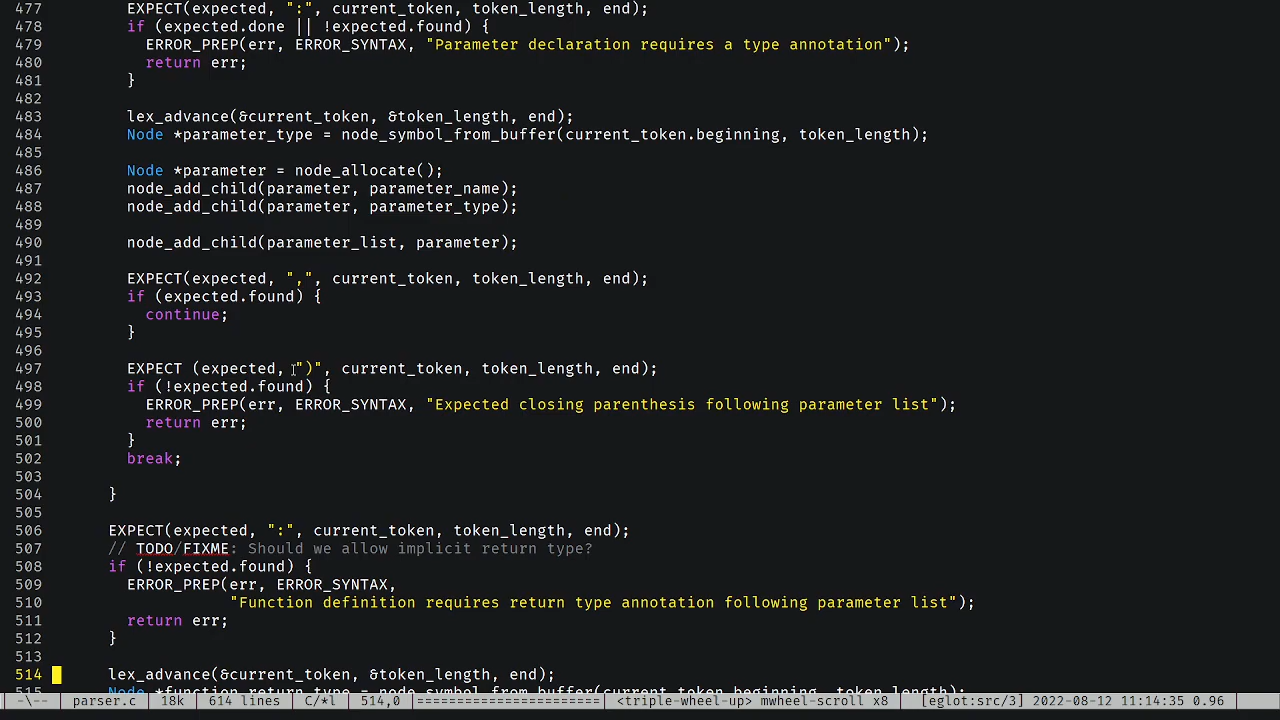 477 EXPECT(expected, ":", current_token, token_length, end);
478 if (expected.done || !expected.found) {
479 ERROR_PREP(err, ERROR_SYNTAX, "Parameter declaration requires a type annotation");
480 return err;
481 }
482
483 lex_advance(&current_token, &token_length, end);
484 Node *parameter_type = node_symbol_from_buffer(current_token.beginning, token_length);
485
486 Node *parameter = node_allocate();
487 node_add_child(parameter, parameter_name);
488 node_add_child(parameter, parameter_type);
489
490 node_add_child(parameter_list, parameter);
491
492 EXPECT(expected, ",", current_token, token_length, end);
493 if (expected.found) {
494 continue;
495 }
496
497 EXPECT (expected, ")", current_token, token_length, end);
498 if (!expected.found) {
499 ERROR_PREP(err, ERROR_SYNTAX, "Expected closing parenthesis following parameter list");
500 return err;
501 }
502 break;
503
504 }
505
506 EXPECT(expected, ":", current_token, token_length, end);
507 // TODO/FIXME: Should we allow implicit return type?
508 if (!expected.found) {
509 ERROR_PREP(err, ERROR_SYNTAX,
510 "Function definition requires return type annotation following parameter list");
511 return err;
512 }
513
514 lex_advance(&current_token, &token_length, end);
515 Node *function_return_type = node_symbol_from_buffer(current_token.beginning, token_length);
-\-- parser.c 18k 614 lines C/*l 514,0 ======================== <triple-wheel-up> mwheel-scroll x8 [eglot:src/3] 2022-08-12 11:14:35 0.96